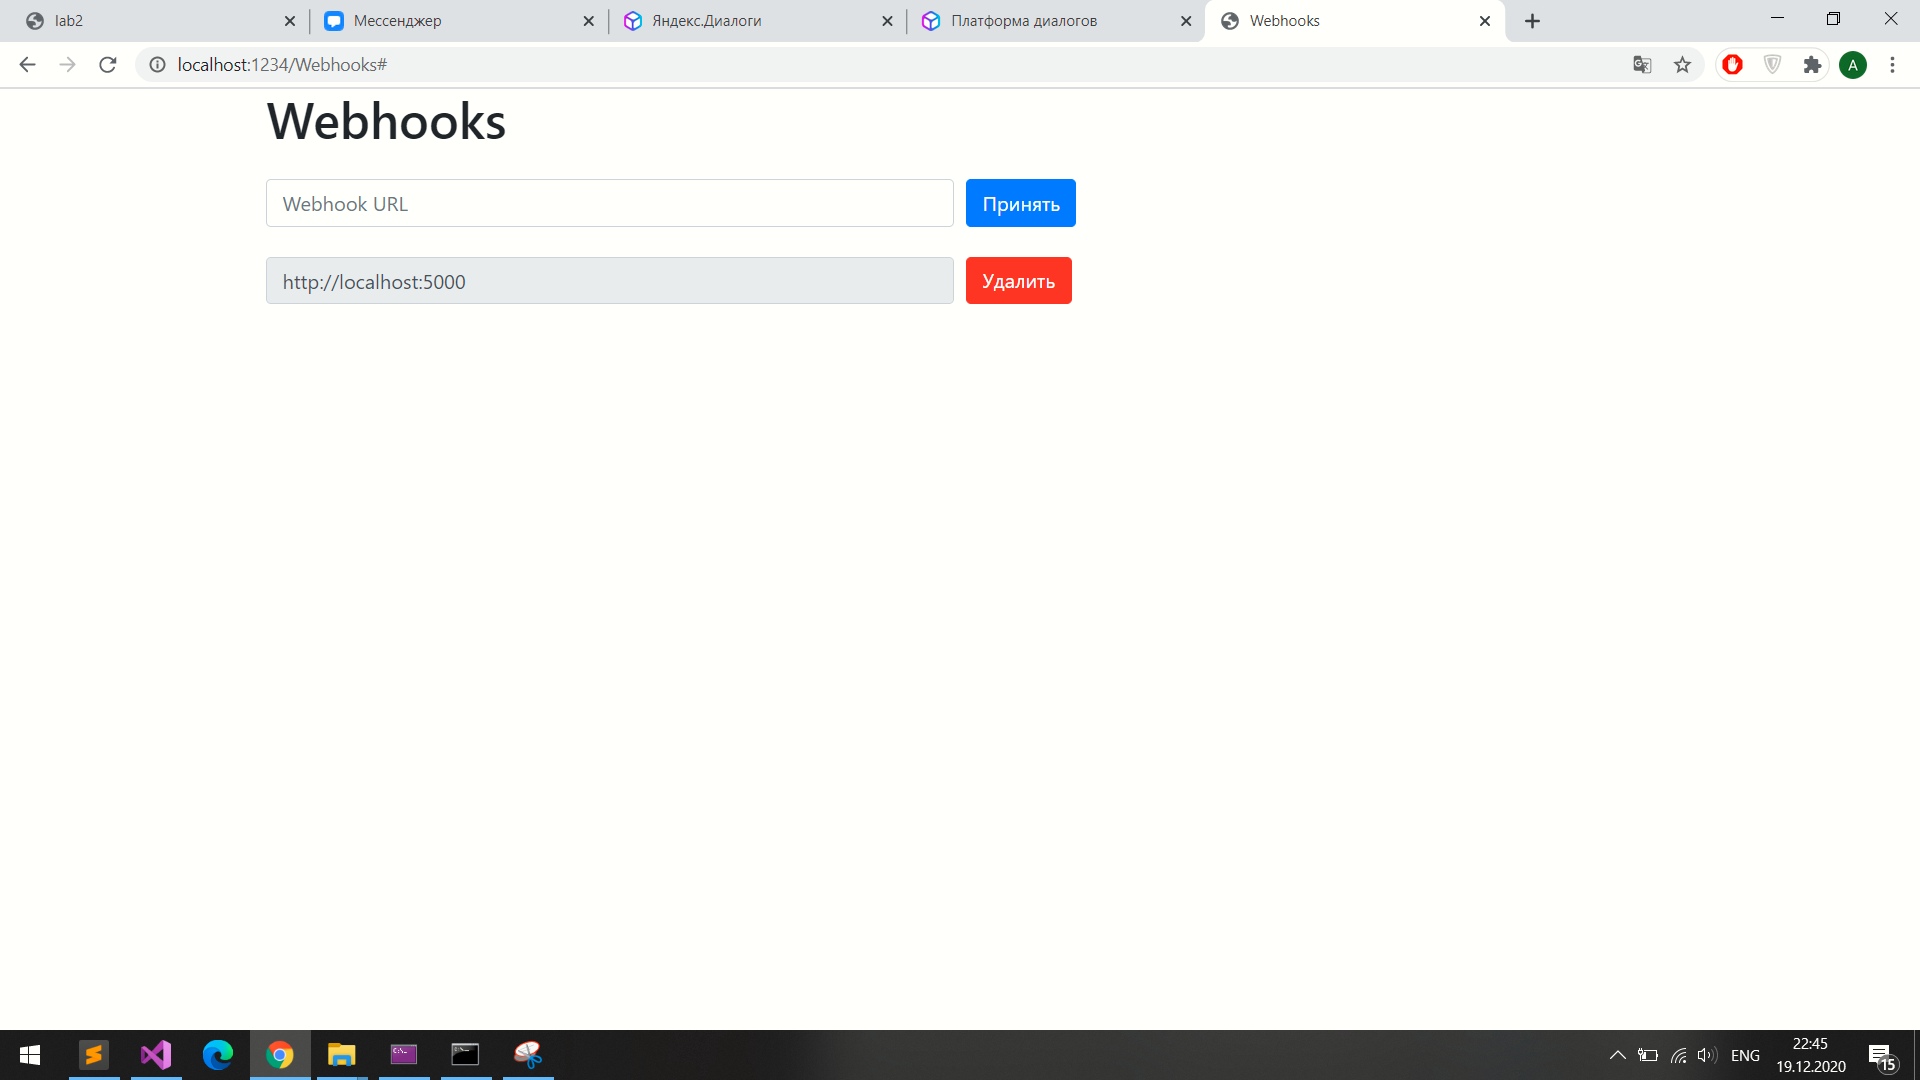 lab2
Мессенджер
Яндекс.Диалоги
Платформа диалогов
Webhooks
localhost:1234/Webhooks#
A
Webhooks
Webhook URL
Принять
http://localhost:5000
Удалить
ENG
22:45
19.12.2020
15